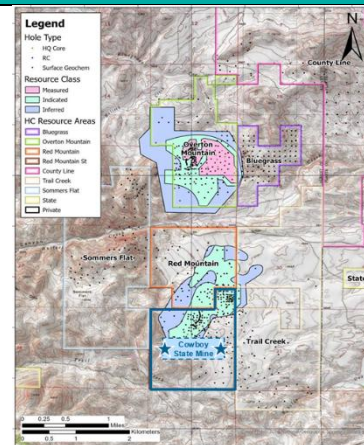 Legend
Hole Type
HQ Core
RC
Surface Geochem
Resource Class
Measured
Indicated
Inferred
HC Resource Areas
Bluegrass
Overton Mountain
Red Mountain
Red Mountain St
County Line
Trail Creek
Sommers Flat
State
Private
N
County Line
Overton
Mountain
Bluegrass
Sommers Flat
Red Mountain
State
Cowboy
State Mine
Trail Creek
0 0.25 0.5 1
Miles
Kilometers
0 0.5 1 2